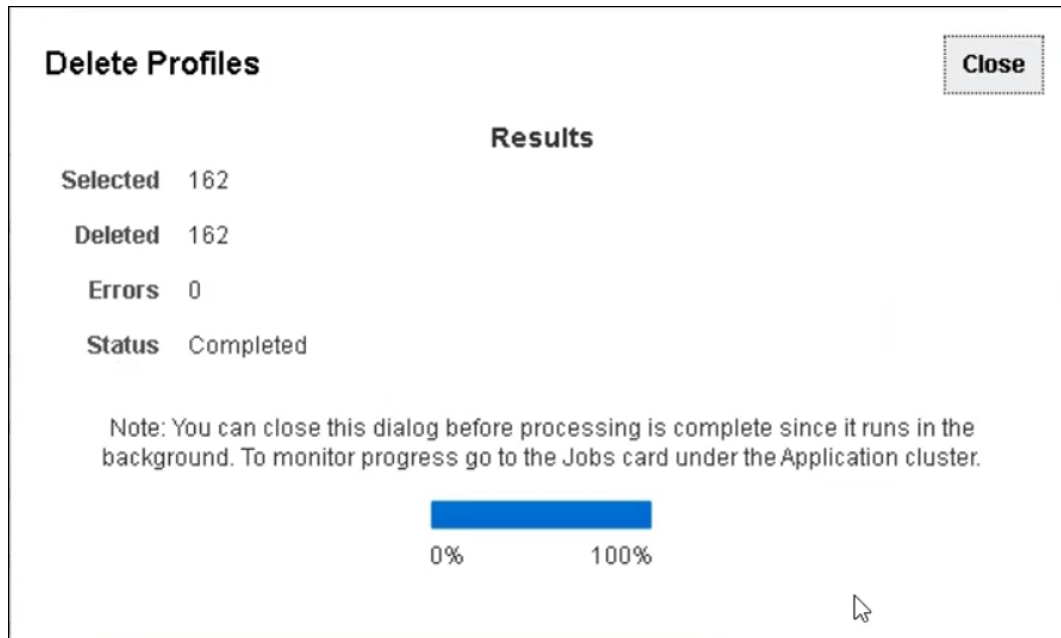 Delete Profiles
Close
Results
Selected 162
Deleted 162
Errors 0
Status Completed
Note: You can close this dialog before processing is complete since it runs in the
background. To monitor progress go to the Jobs card under the Application cluster.
0% 100%